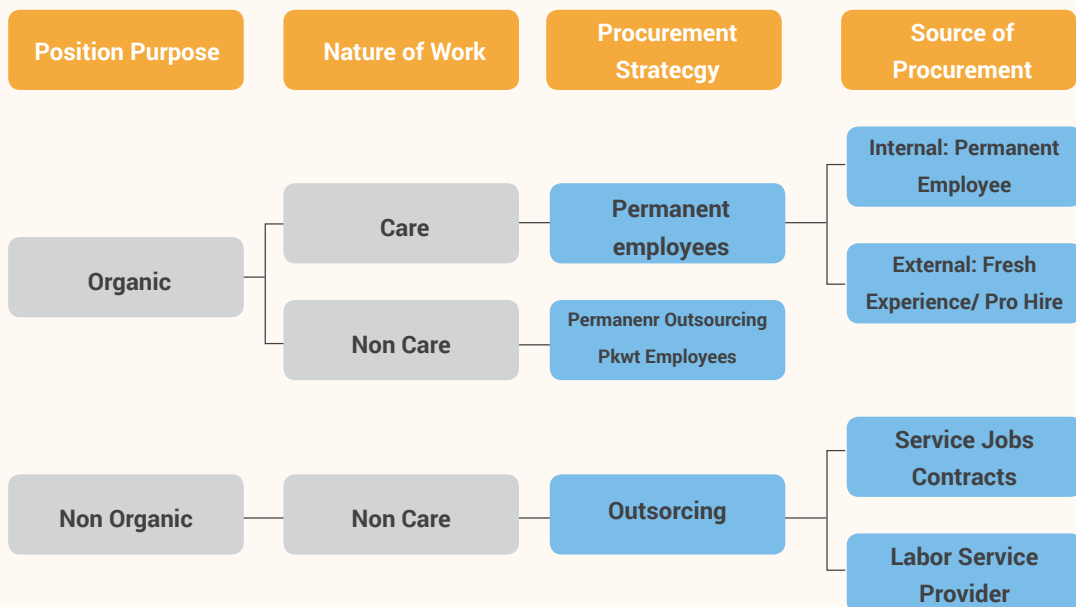 Position Purpose
Nature of Work
Procurement
Stratecgy
Source of
Procurement
Organic
Care
Permanent
employees
Internal: Permanent
Employee
External: Fresh
Experience/ Pro Hire
Non Care
Permanenr Outsourcing
Pkwt Employees
Non Organic
Non Care
Outsorcing
Service Jobs
Contracts
Labor Service
Provider